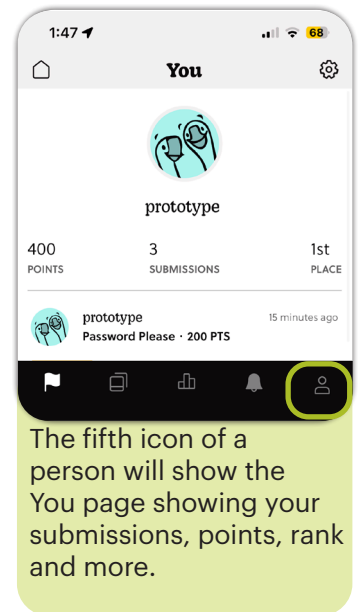 1:47
68
You
prototype
400 3 1st
POINTS SUBMISSIONS PLACE
prototype 15 minutes ago
Password Please · 200 PTS
The fifth icon of a
person will show the
You page showing your
submissions, points, rank
and more.